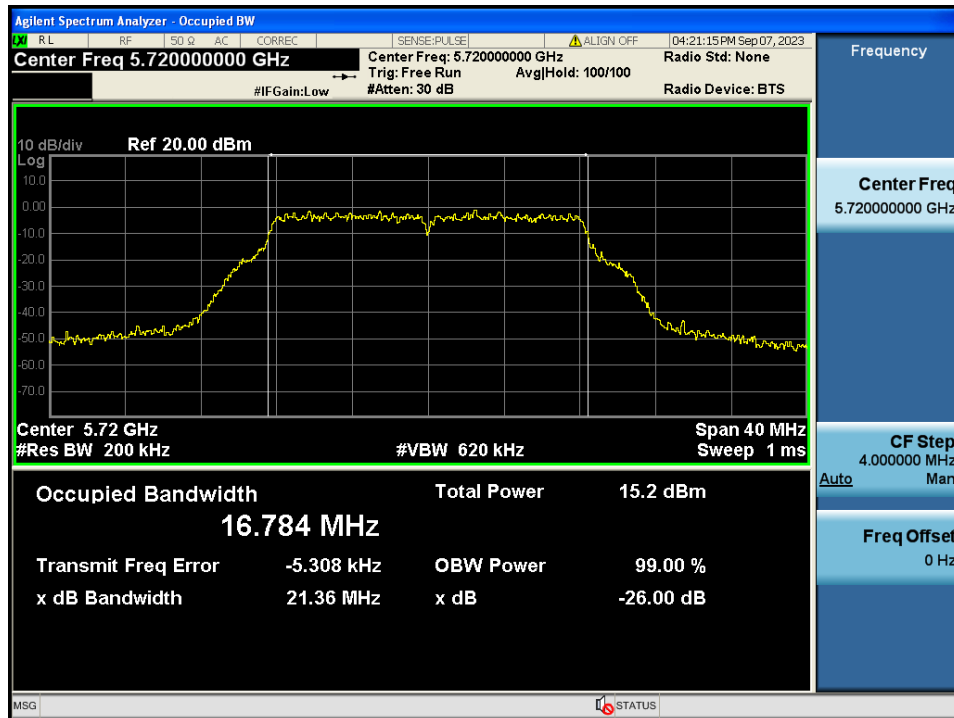 Agilent Spectrum Analyzer - Occupied BW
LXI RL RF 50 Ω AC CORREC SENSE:PULSE ALIGN OFF 04:21:15 PM Sep 07, 2023
Center Freq 5.720000000 GHz
Center Freq: 5.720000000 GHz
Radio Std: None
Trig: Free Run Avg|Hold: 100/100
#IFGain:Low
#Atten: 30 dB
Radio Device: BTS
10 dB/div Ref 20.00 dBm
Log
10.0
0.00
-10.0
-20.0
-30.0
-40.0
-50.0
-60.0
-70.0
Center 5.72 GHz Span 40 MHz
#Res BW 200 kHz #VBW 620 kHz Sweep 1 ms
Occupied Bandwidth Total Power 15.2 dBm
16.784 MHz
Transmit Freq Error -5.308 kHz OBW Power 99.00 %
x dB Bandwidth 21.36 MHz x dB -26.00 dB
Frequency
Center Freq
5.720000000 GHz
CF Step
4.000000 MHz
Auto Man
Freq Offset
0 Hz
MSG STATUS